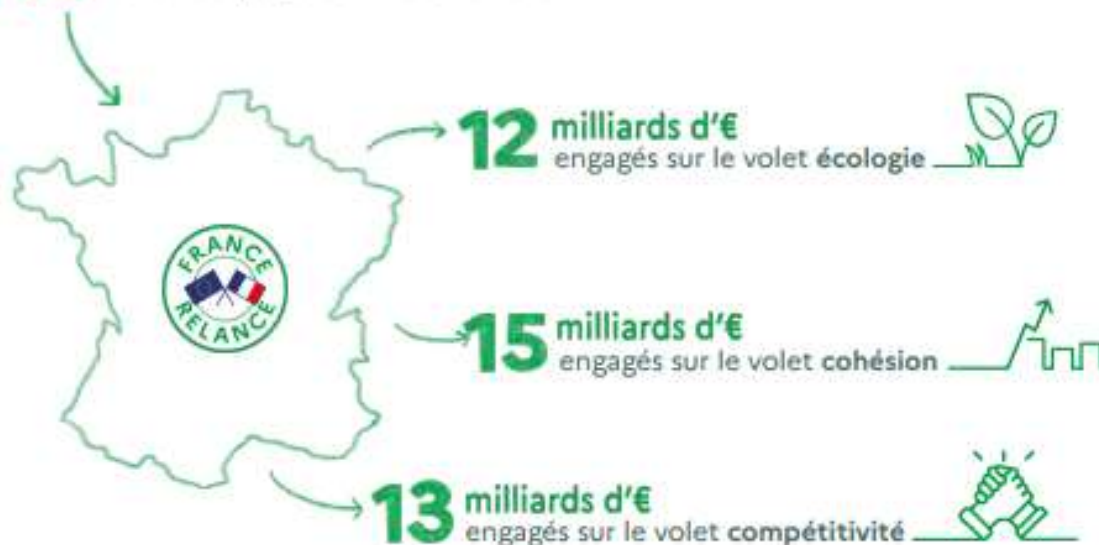 12 milliards d'€
engagés sur le volet écologie
FRANCE
RELANCE
15 milliards d'€
engagés sur le volet cohésion
13 milliards d'€
engagés sur le volet compétitivité